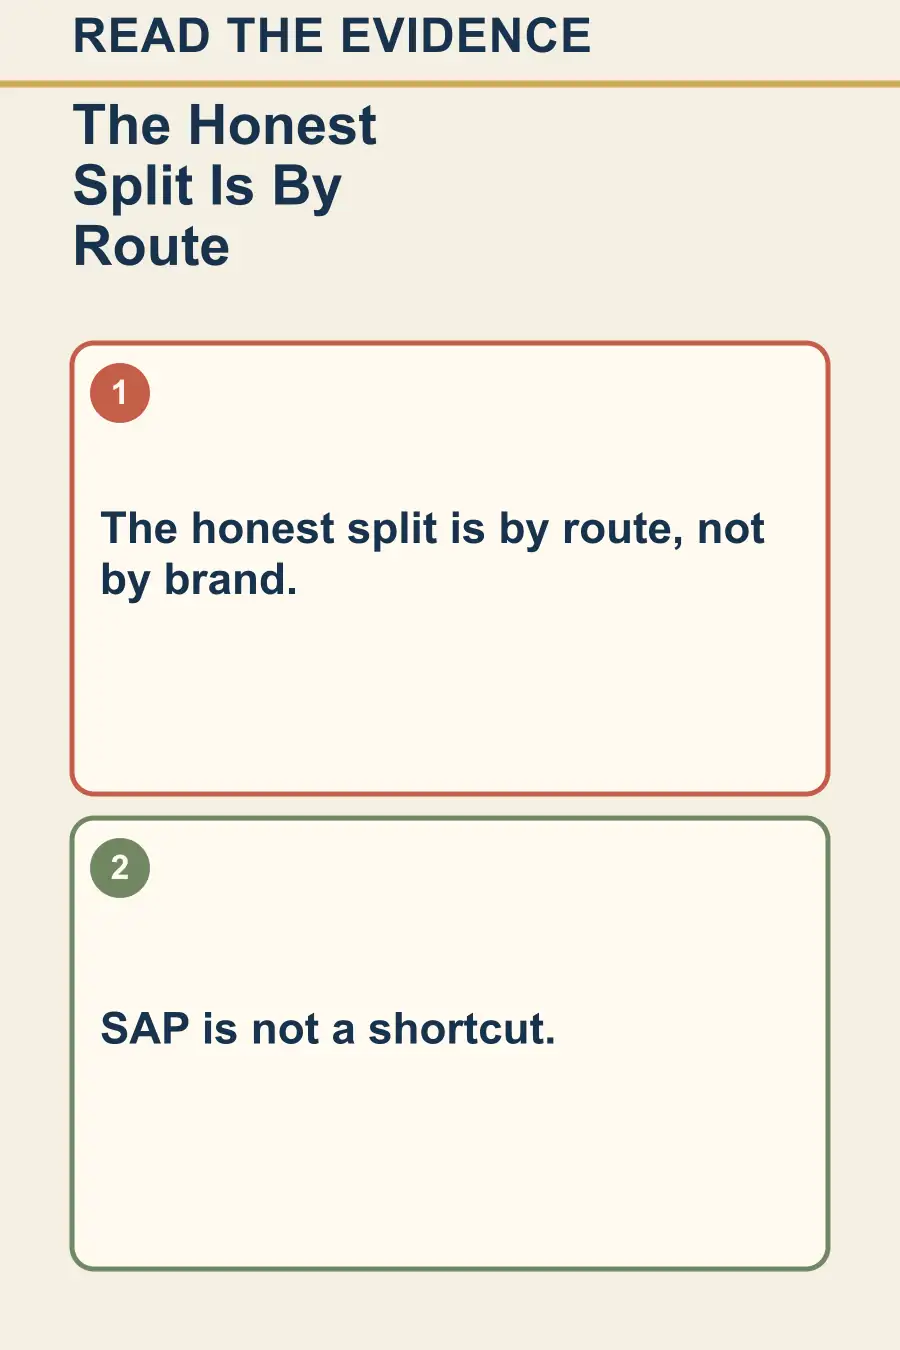 READ THE EVIDENCE
The Honest
Split Is By
Route
1
The honest split is by route, not
by brand.
2
SAP is not a shortcut.